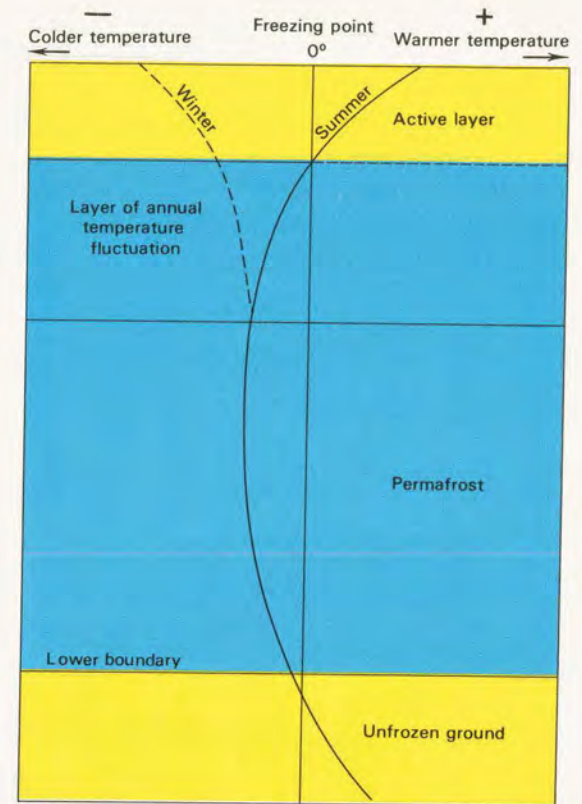 −
+
Colder temperature
Freezing point
0°
Warmer temperature
Winter
Summer
Active layer
Layer of annual
temperature
fluctuation
Permafrost
Lower boundary
Unfrozen ground